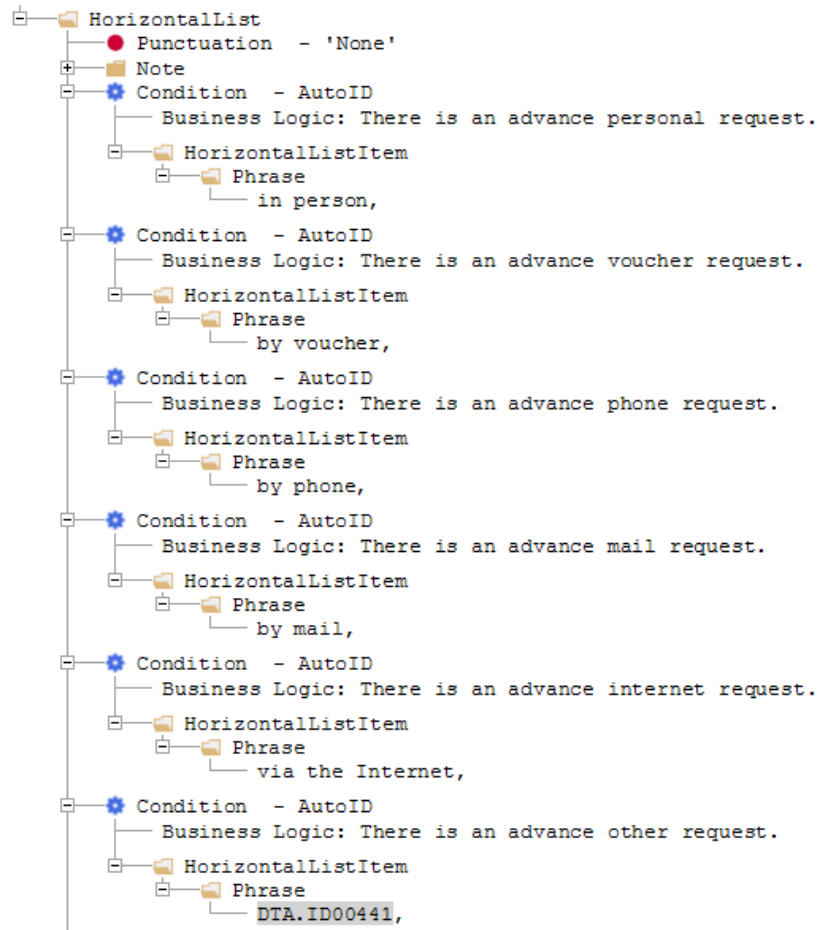 HorizontalList
Punctuation - 'None'
Note
Condition - AutoID
Business Logic: There is an advance personal request.
HorizontalListItem
Phrase
in person,
Condition - AutoID
Business Logic: There is an advance voucher request.
HorizontalListItem
Phrase
by voucher,
Condition - AutoID
Business Logic: There is an advance phone request.
HorizontalListItem
Phrase
by phone,
Condition - AutoID
Business Logic: There is an advance mail request.
HorizontalListItem
Phrase
by mail,
Condition - AutoID
Business Logic: There is an advance internet request.
HorizontalListItem
Phrase
via the Internet,
Condition - AutoID
Business Logic: There is an advance other request.
HorizontalListItem
Phrase
DTA.ID00441,